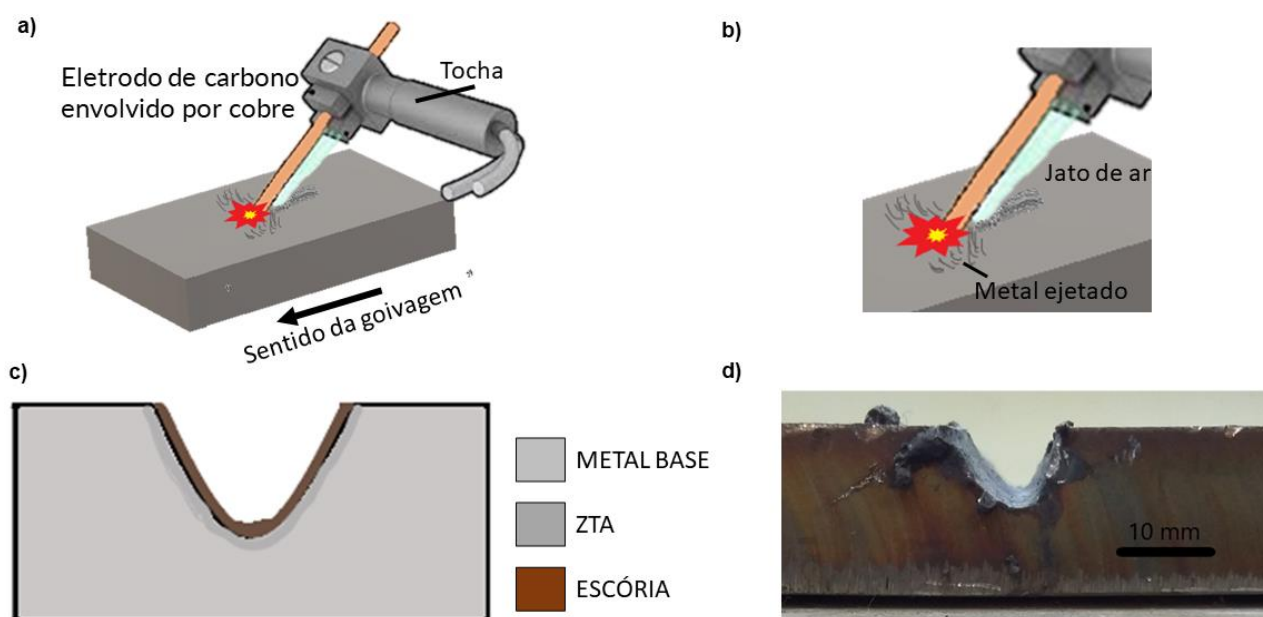 a)
Eletrodo de carbono
envolvido por cobre
Tocha
Sentido da goivagem "
b)
Jato de ar
Metal ejetado
c)
METAL BASE
ZTA
ESCÓRIA
d)
10 mm